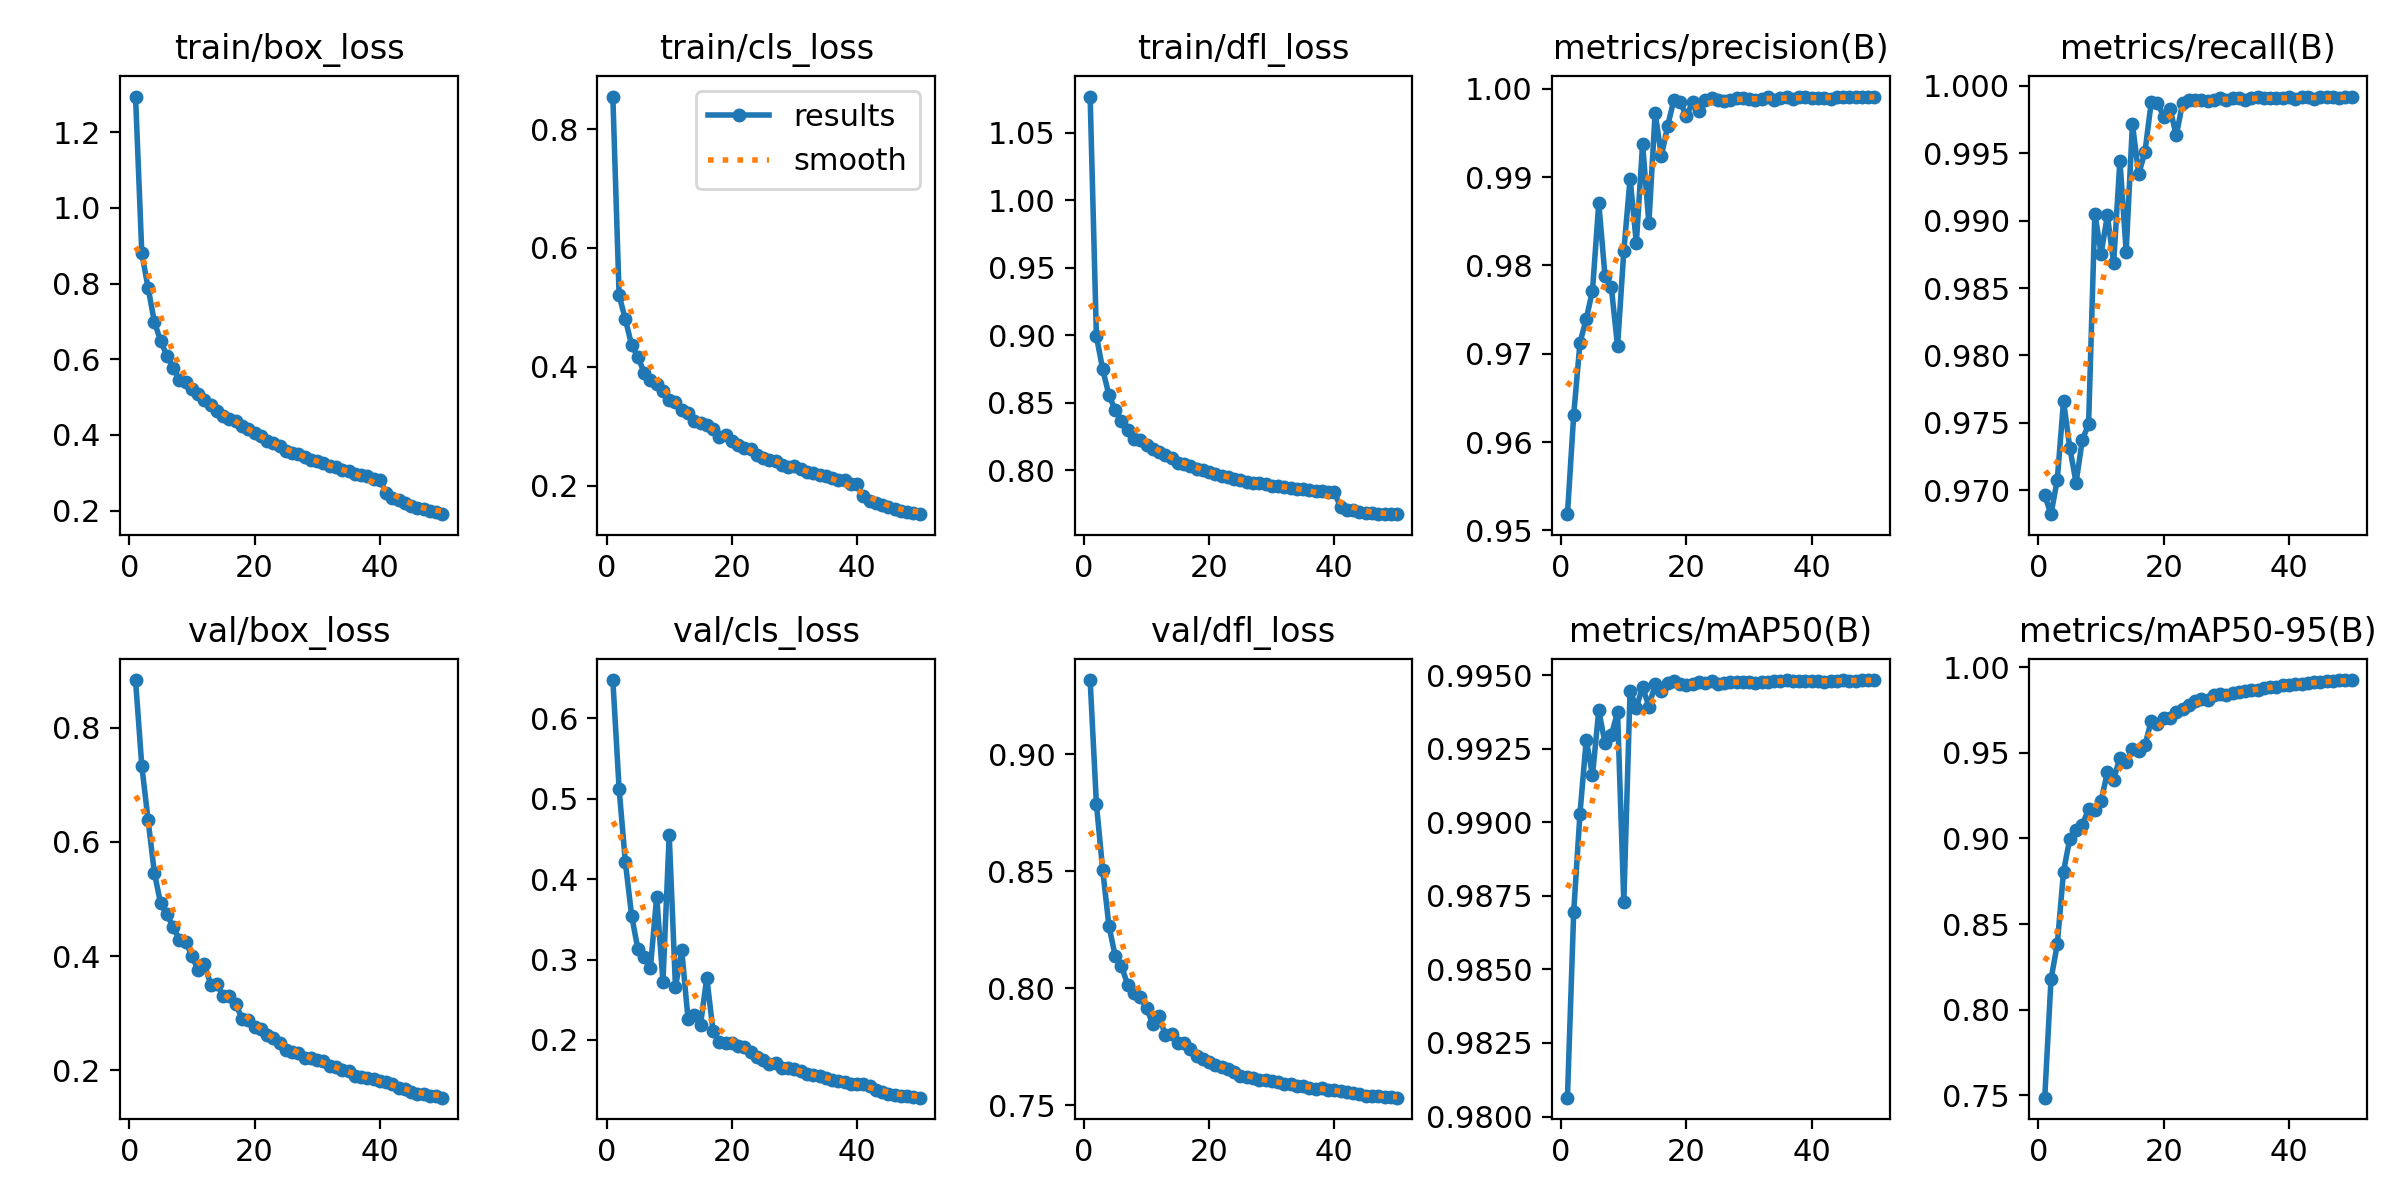 train/box_loss
1.2
1.0
0.8
0.6
0.4
0.2
0 20 40
train/cls_loss
results
smooth
0.8
0.6
0.4
0.2
0 20 40
train/dfl_loss
1.05
1.00
0.95
0.90
0.85
0.80
0 20 40
metrics/precision(B)
1.00
0.99
0.98
0.97
0.96
0.95
0 20 40
metrics/recall(B)
1.000
0.995
0.990
0.985
0.980
0.975
0.970
0 20 40
val/box_loss
0.8
0.6
0.4
0.2
0 20 40
val/cls_loss
0.6
0.5
0.4
0.3
0.2
0 20 40
val/dfl_loss
0.90
0.85
0.80
0.75
0 20 40
metrics/mAP50(B)
0.9950
0.9925
0.9900
0.9875
0.9850
0.9825
0.9800
0 20 40
metrics/mAP50-95(B)
1.00
0.95
0.90
0.85
0.80
0.75
0 20 40